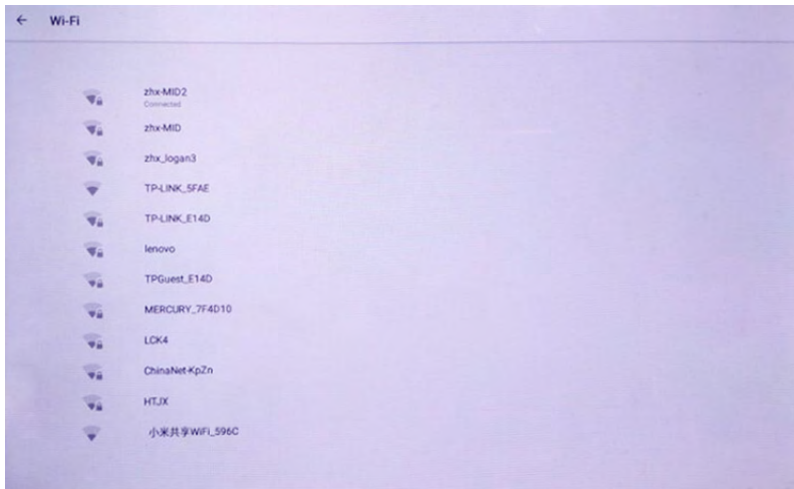 Wi-Fi
zhx-MID2
Connected
zhx-MID
zhx_logan3
TP-LINK_5FAE
TP-LINK_E14D
lenovo
TPGuest_E14D
MERCURY_7F4D10
LCK4
ChinaNet-KpZn
HTJX
小米共享WiFi_596C